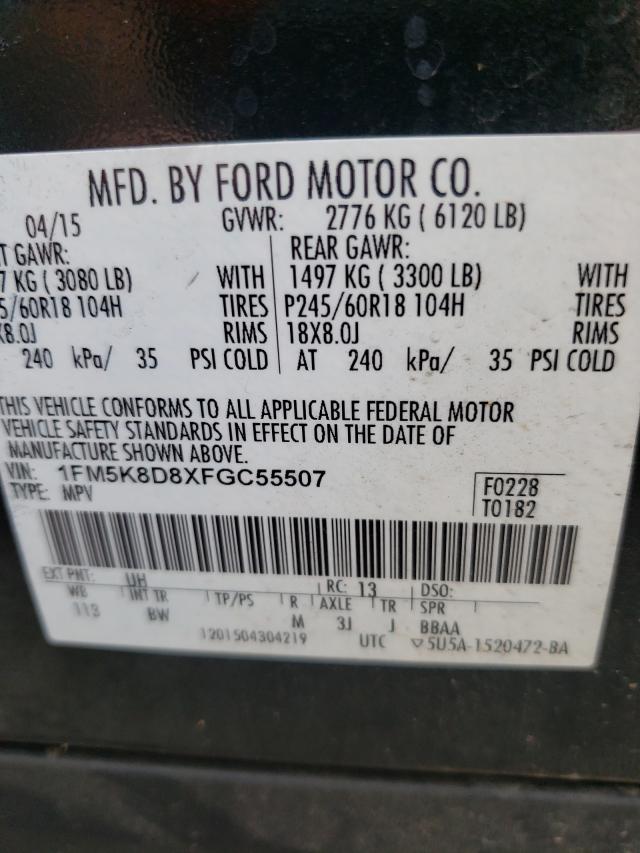 MFD. BY FORD MOTOR CO.
04/15 GVWR: 2776 KG ( 6120 LB)
T GAWR: REAR GAWR:
7 KG ( 3080 LB) WITH 1497 KG ( 3300 LB) WITH
5/60R18 104H TIRES P245/60R18 104H TIRES
X8.0J RIMS 18X8.0J RIMS
240 kPa/ 35 PSI COLD AT 240 kPa/ 35 PSI COLD
THIS VEHICLE CONFORMS TO ALL APPLICABLE FEDERAL MOTOR
VEHICLE SAFETY STANDARDS IN EFFECT ON THE DATE OF
MANUFACTURE SHOWN ABOVE.
VIN: 1FM5K8D8XFGC55507
TYPE: MPV
F0228
T0182
EXT PNT: UH RC: 13 DSO:
WB INT TR TP/PS R AXLE TR SPR
113 BW M 3J J BBAA
1201504304219 UTC ▽5U5A-1520472-BA